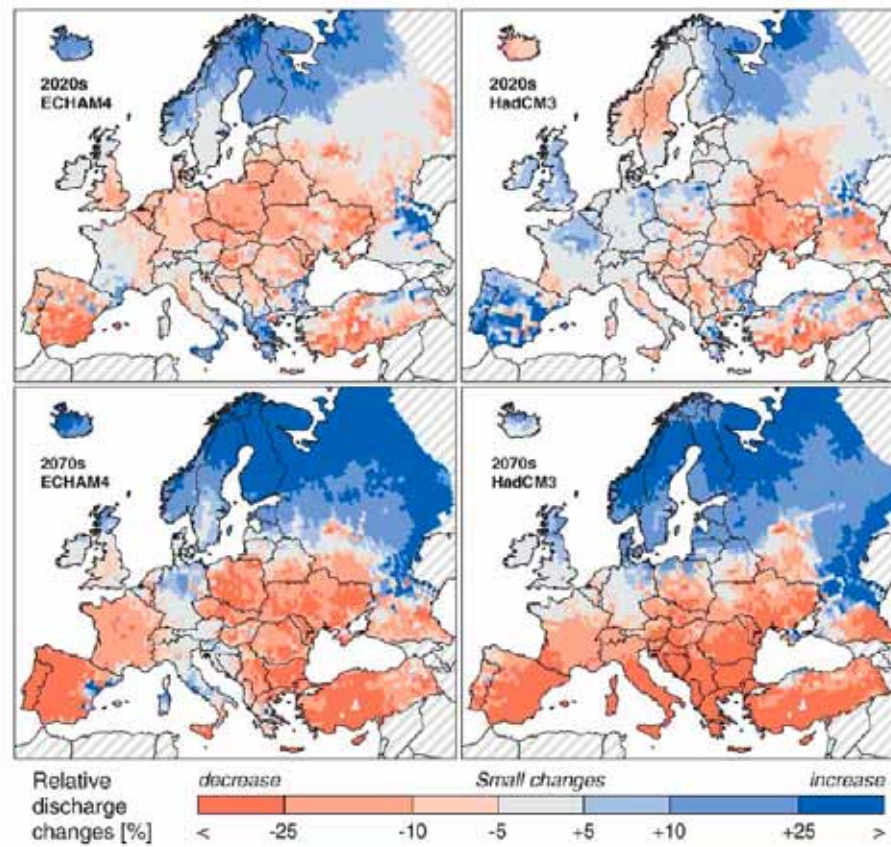 2020s
ECHAM4
2020s
HadCM3
2070s
ECHAM4
2070s
HadCM3
Relative
discharge
changes [%]
decrease Small changes increase
< -25 -10 -5 +5 +10 +25 >